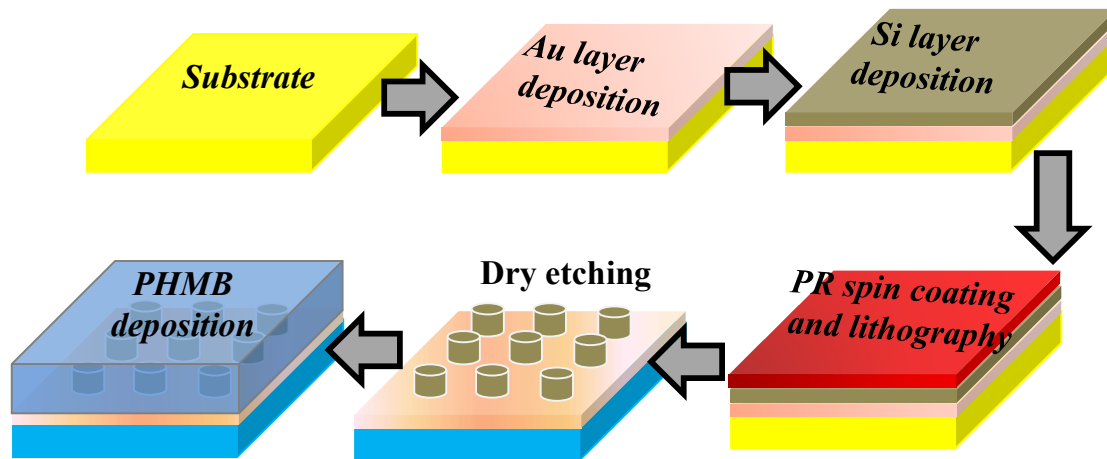 Substrate
Au layer
deposition
Si layer
deposition
PR spin coating
and lithography
Dry etching
PHMB
deposition